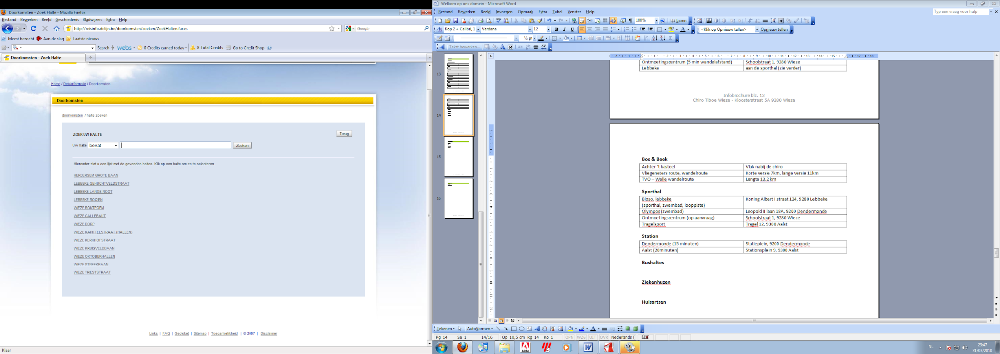 Doorkomsten - Zoek Halte - Mozilla Firefox
Bestand Bewerken Beeld Geschiedenis Bladwijzers Extra Help
http://reisinfo.delijn.be/doorkomsten/zoeken/ZoekHalten.faces
Google
Meest bezocht Aan de slag Laatste nieuws
Search webs 0 Credits earned today 8 Total Credits Go to Credit Shop
Doorkomsten - Zoek Halte
Home / Reisinformatie / Doorkomsten
Doorkomsten
doorkomsten / halte zoeken
ZOEK UW HALTE
Terug
Uw halte bevat Zoeken
Hieronder ziet u een lijst met de gevonden haltes. Klik op een halte om ze te selecteren.
HERDERSEM GROTE BAAN
LEBBEKE GEHUCHTVELDSTRAAT
LEBBEKE LANGE ROOT
LEBBEKE ROOIEN
WIEZE BONTEGEM
WIEZE CALLEBAUT
WIEZE DORP
WIEZE KAPITTELSTRAAT (HALLEN)
WIEZE KERKHOFSTRAAT
WIEZE KRUISVELDBAAN
WIEZE OKTOBERHALLEN
WIEZE STREEKBAAN
WIEZE TRIESTSTRAAT
Links | FAQ | Geoloket | Sitemap | Toegankelijkheid | © 2007 | Disclaimer
Klaar
Welkom op ons domein - Microsoft Word
Bestand Bewerken Beeld Invoegen Opmaak Extra Tabel Venster Help
Typ een vraag voor hulp
100% Lezen
Kop 2 + Calibri, 1 Verdana 12 B I U <Klik op Opnieuw tellen> Opnieuw tellen
½ pt
Tekst bewerken...
13
14
15
16
Ontmoetingscentrum (5 min wandelafstand) Schoolstraat 1, 9280 Wieze
Lebbeke aan de sporthal (zie verder)
Infobrochure blz. 13
Chiro Tiboe Wieze - Kloosterstraat 5A 9280 Wieze
Bos & Beek
Achter 't kasteel Vlak nabij de chiro
Vliegeneters route, wandelroute Korte versie 7km, lange versie 11km
TVO – Welle wandelroute Lengte 13.2 km
Sporthal
Bloso, lebbeke Koning Albert I straat 124, 9280 Lebbeke
(sporthal, zwembad, looppiste)
Olympos (zwembad) Leopold II laan 18A, 9200 Dendermonde
Ontmoetingscentrum (op aanvraag) Schoolstraat 1, 9280 Wieze
Tragelsport Tragel 12, 9300 Aalst
Station
Dendermonde (15 minuten) Statieplein, 9200 Dendermonde
Aalst (20minuten) Stationsplein 9, 9300 Aalst
Bushaltes
Ziekenhuzen
Huisartsen
Tekenen AutoVormen
Pg 14 Se 1 14/16 Op 10,5 cm Rg 14 Ko 1 OPN WZG UIT OVR Nederlands (
Adobe
NL
23:47
31/03/2010